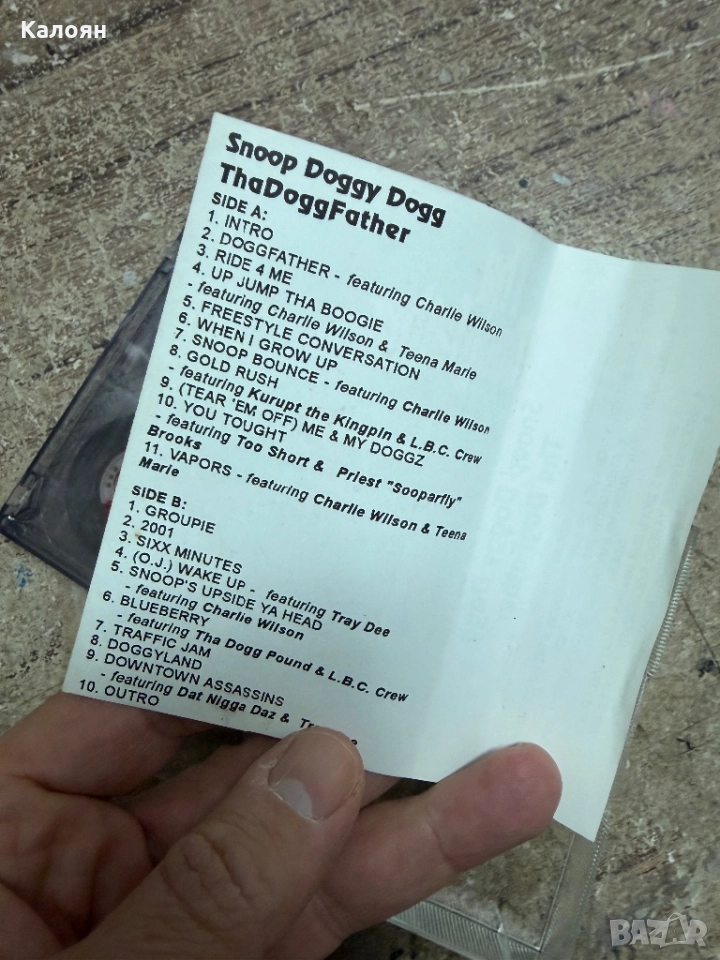 Калоян
Snoop Doggy Dogg
ThaDoggFather
SIDE A:
1. INTRO
2. DOGGFATHER - featuring Charlie Wilson
3. RIDE 4 ME
4. UP JUMP THA BOOGIE
- featuring Charlie Wilson & Teena Marie
5. FREESTYLE CONVERSATION
6. WHEN I GROW UP
7. SNOOP BOUNCE - featuring Charlie Wilson
8. GOLD RUSH
- featuring Kurupt the Kingpin & L.B.C. Crew
9. (TEAR 'EM OFF) ME & MY DOGGZ
10. YOU TOUGHT
- featuring Too Short & Priest "Sooparfly"
Brooks
11. VAPORS - featuring Charlie Wilson & Teena
Marie
SIDE B:
1. GROUPIE
2. 2001
3. SIXX MINUTES
4. (O.J.) WAKE UP - featuring Tray Dee
5. SNOOP'S UPSIDE YA HEAD
- featuring Charlie Wilson
6. BLUEBERRY
- featuring Tha Dogg Pound & L.B.C. Crew
7. TRAFFIC JAM
8. DOGGYLAND
9. DOWNTOWN ASSASSINS
- featuring Dat Nigga Daz &
10. OUTRO
BAZAR